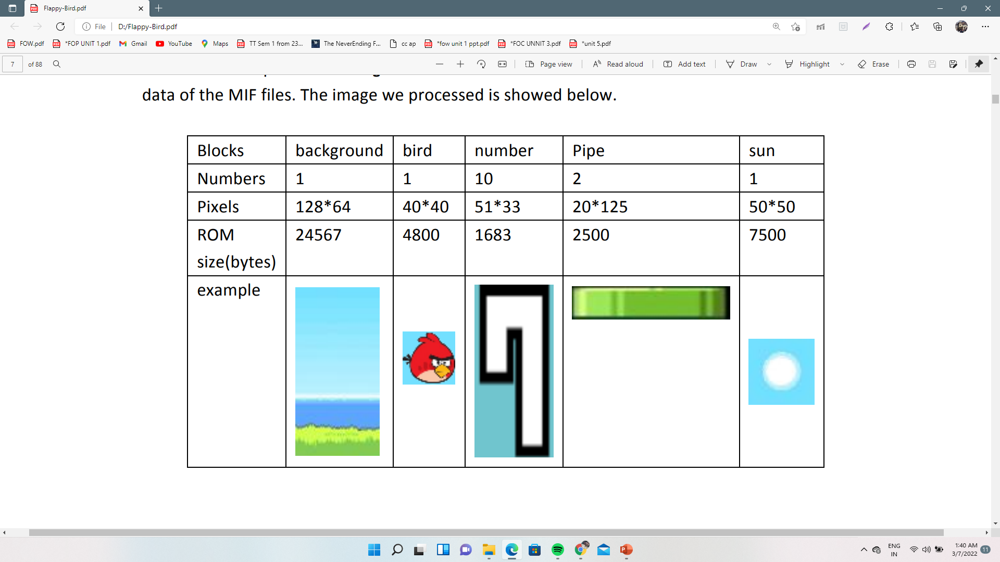 Flappy-Bird.pdf
File D:/Flappy-Bird.pdf
FOW.pdf *FOP UNIT 1.pdf Gmail YouTube Maps TT Sem 1 from 23... The NeverEnding F... cc ap *fow unit 1 ppt.pdf *FOC UNNIT 3.pdf *unit 5.pdf
7 of 88 Page view Read aloud Add text Draw Highlight Erase
data of the MIF files. The image we processed is showed below.
Blocks background bird number Pipe sun
Numbers 1 1 10 2 1
Pixels 128*64 40*40 51*33 20*125 50*50
ROM 24567 4800 1683 2500 7500
size(bytes)
example
ENG 1:40 AM
IN 3/7/2022 11